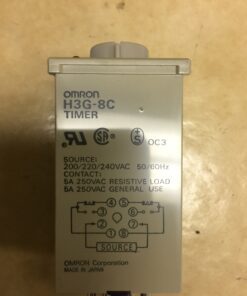 OMRON
H3G-8C
TIMER
SA
OC3
SOURCE:
200/220/240VAC 50/60Hz
CONTACT:
5A 250VAC RESISTIVE LOAD
5A 250VAC GENERAL USE
4 5
3 6
2 7
1 8
SOURCE
OMRON Corporation
MADE IN JAPAN